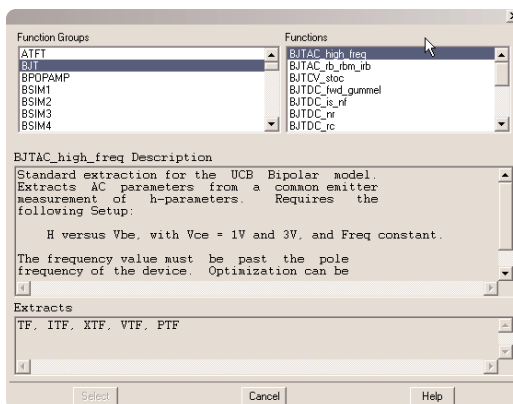 Function Groups
Functions
ATFT
BJT
BPOPAMP
BSIM1
BSIM2
BSIM3
BSIM4
BJTAC_high_freq
BJTAC_rb_rbm_irb
BJTCV_stoc
BJTDC_fwd_gummel
BJTDC_is_nf
BJTDC_nr
BJTDC_rc
BJTAC_high_freq Description
Standard extraction for the UCB Bipolar model.
Extracts AC parameters from a common emitter
measurement of h-parameters. Requires the
following Setup:
H versus Vbe, with Vce = 1V and 3V, and Freq constant.
The frequency value must be past the pole
frequency of the device. Optimization can be
Extracts
TF, ITF, XTF, VTF, PTF
Select
Cancel
Help